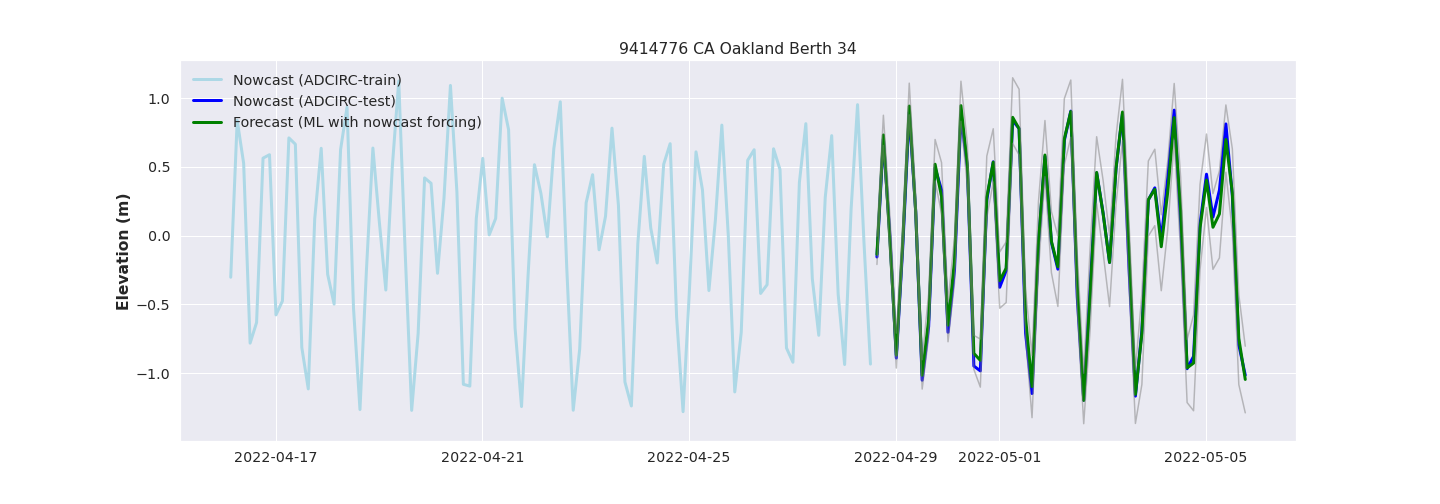 9414776 CA Oakland Berth 34
Nowcast (ADCIRC-train)
Nowcast (ADCIRC-test)
Forecast (ML with nowcast forcing)
Elevation (m)
1.0
0.5
0.0
−0.5
−1.0
2022-04-17 2022-04-21 2022-04-25 2022-04-29 2022-05-01 2022-05-05